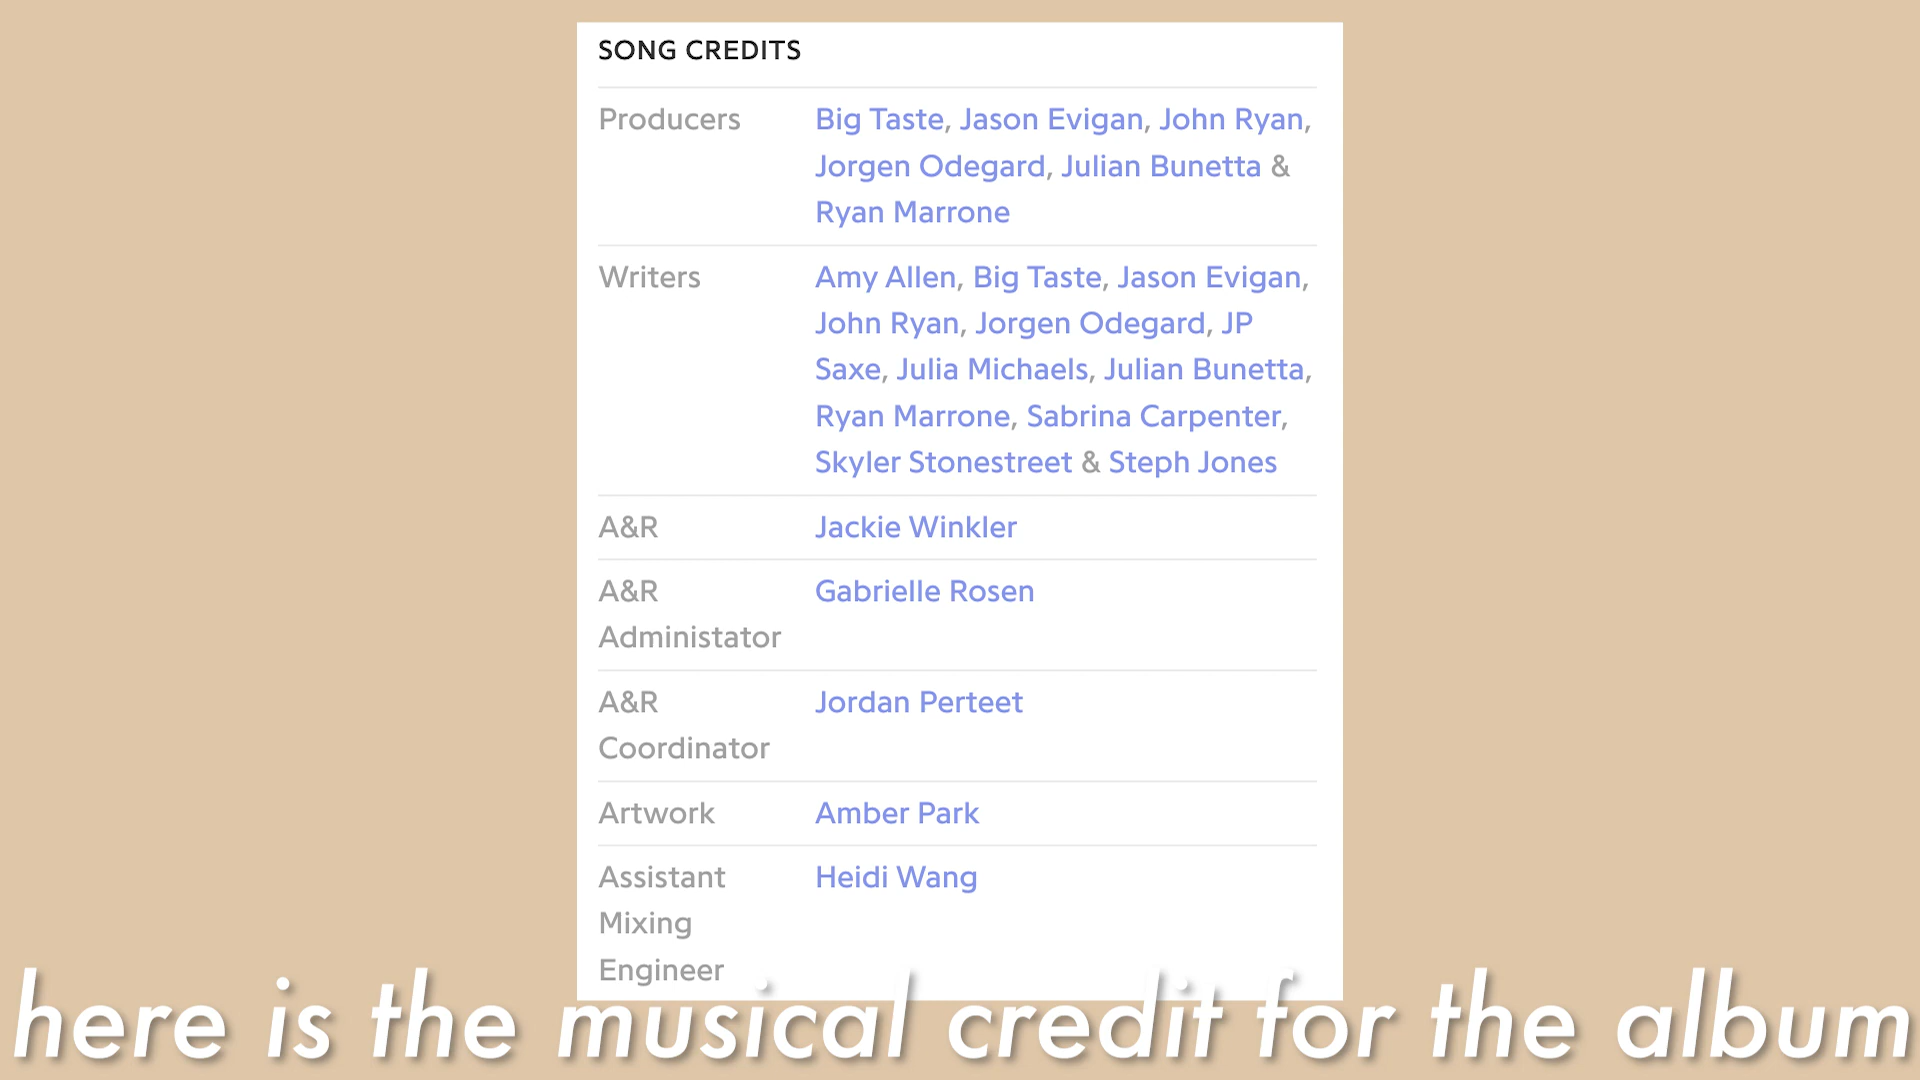 SONG CREDITS
Producers
Big Taste, Jason Evigan, John Ryan,
Jorgen Odegard, Julian Bunetta &
Ryan Marrone
Writers
Amy Allen, Big Taste, Jason Evigan,
John Ryan, Jorgen Odegard, JP
Saxe, Julia Michaels, Julian Bunetta,
Ryan Marrone, Sabrina Carpenter,
Skyler Stonestreet & Steph Jones
A&R
Jackie Winkler
A&R
Administator
Gabrielle Rosen
A&R
Coordinator
Jordan Perteet
Artwork
Amber Park
Assistant
Mixing
Engineer
Heidi Wang
here is the musical credit for the album